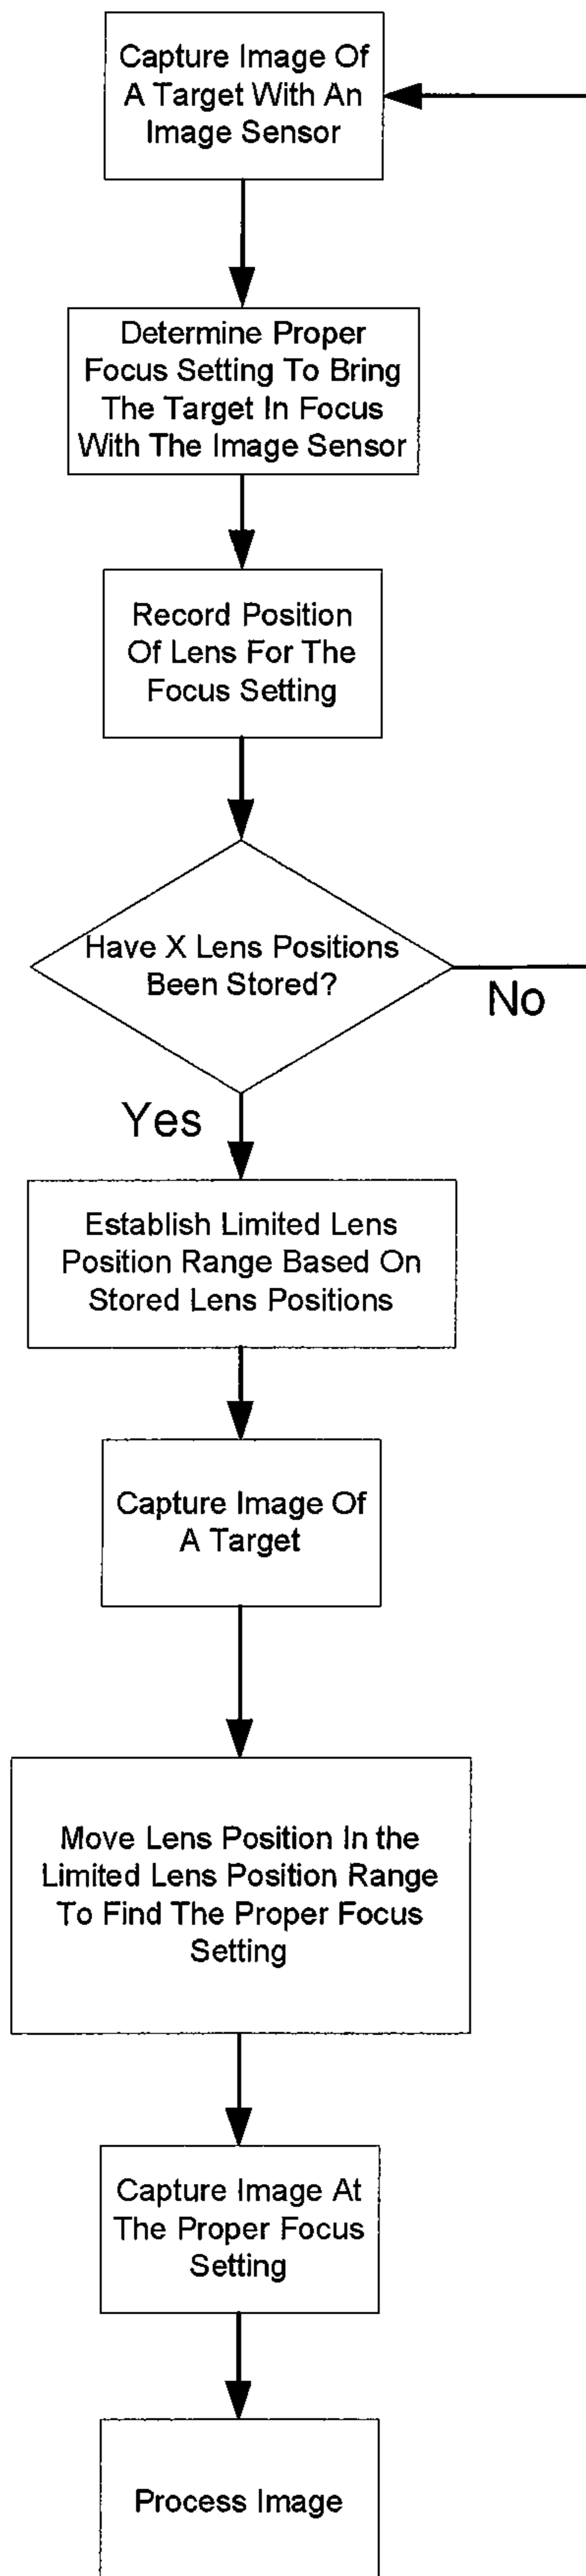 Capture Image Of
A Target With An
Image Sensor
Determine Proper
Focus Setting To Bring
The Target In Focus
With The Image Sensor
Record Position
Of Lens For The
Focus Setting
Have X Lens Positions
Been Stored?
No
Yes
Establish Limited Lens
Position Range Based On
Stored Lens Positions
Capture Image Of
A Target
Move Lens Position In the
Limited Lens Position Range
To Find The Proper Focus
Setting
Capture Image At
The Proper Focus
Setting
Process Image